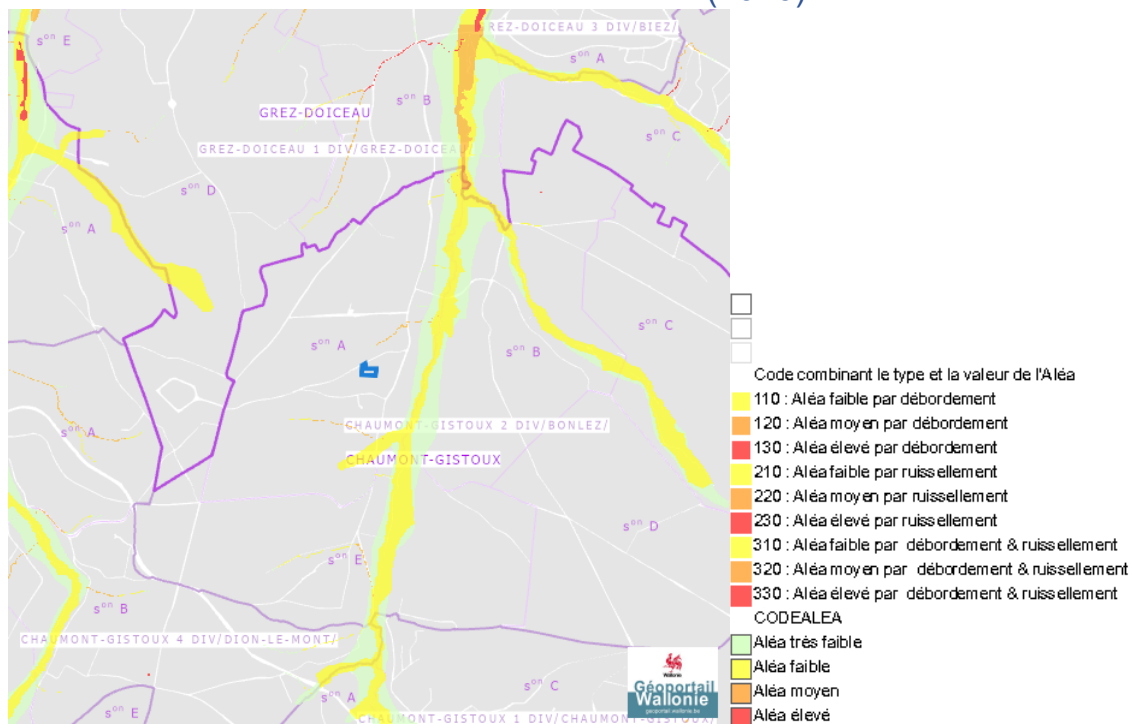 REZ-DOICEAU 3 DIV/BIEZ/
sᵒⁿ E
sᵒⁿ A
sᵒⁿ B
GREZ-DOICEAU
sᵒⁿ C
GREZ-DOICEAU 1 DIV/GREZ-DOICEAU
sᵒⁿ D
sᵒⁿ A
sᵒⁿ C
sᵒⁿ A
sᵒⁿ B
CHAUMONT-GISTOUX 2 DIV/BONLEZ/
sᵒⁿ A
CHAUMONT-GISTOUX
sᵒⁿ D
sᵒⁿ E
sᵒⁿ B
CHAUMONT-GISTOUX 4 DIV/DION-LE-MONT/
sᵒⁿ A
sᵒⁿ C
sᵒⁿ E
CHAUMONT-GISTOUX 1 DIV/CHAUMONT-GISTOUX/
Wallonie
Géoportail
Wallonie
geoportail.wallonie.be
Code combinant le type et la valeur de l'Aléa
110 : Aléa faible par débordement
120 : Aléa moyen par débordement
130 : Aléa élevé par débordement
210 : Aléa faible par ruissellement
220 : Aléa moyen par ruissellement
230 : Aléa élevé par ruissellement
310 : Aléa faible par débordement & ruissellement
320 : Aléa moyen par débordement & ruissellement
330 : Aléa élevé par débordement & ruissellement
CODEALEA
Aléa très faible
Aléa faible
Aléa moyen
Aléa élevé